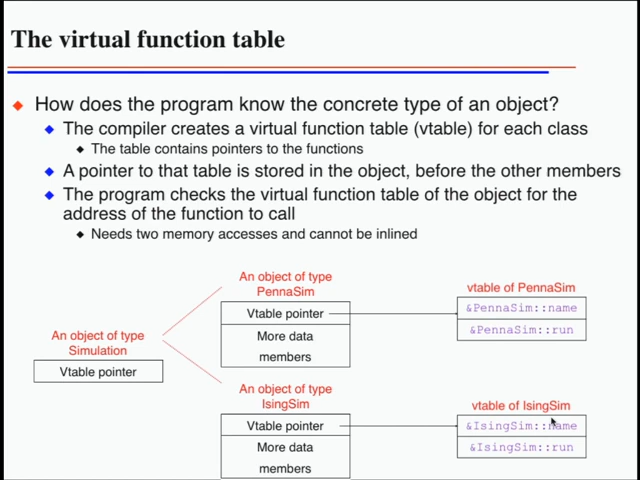 The virtual function table
How does the program know the concrete type of an object?
The compiler creates a virtual function table (vtable) for each class
The table contains pointers to the functions
A pointer to that table is stored in the object, before the other members
The program checks the virtual function table of the object for the
address of the function to call
Needs two memory accesses and cannot be inlined
An object of type
Simulation
Vtable pointer
An object of type
PennaSim
Vtable pointer
More data
members
vtable of PennaSim
&PennaSim::name
&PennaSim::run
An object of type
IsingSim
Vtable pointer
More data
members
vtable of IsingSim
&IsingSim::name
&IsingSim::run